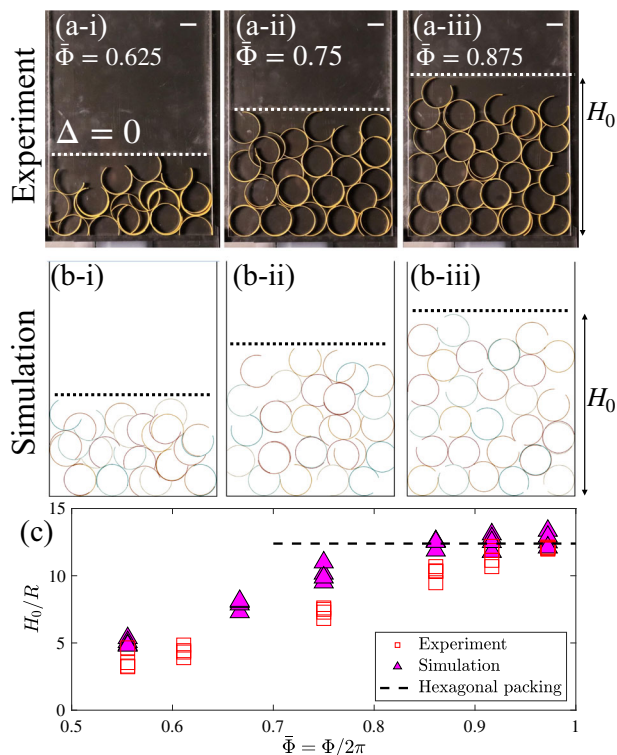 Experiment
(a-i)
Φ̄ = 0.625
Δ = 0
(a-ii)
Φ̄ = 0.75
(a-iii)
Φ̄ = 0.875
H₀
Simulation
(b-i)
(b-ii)
(b-iii)
H₀
(c)
H₀/R
15
10
5
0
Experiment
Simulation
Hexagonal packing
0.5 0.6 0.7 0.8 0.9 1
Φ̄ = Φ/2π